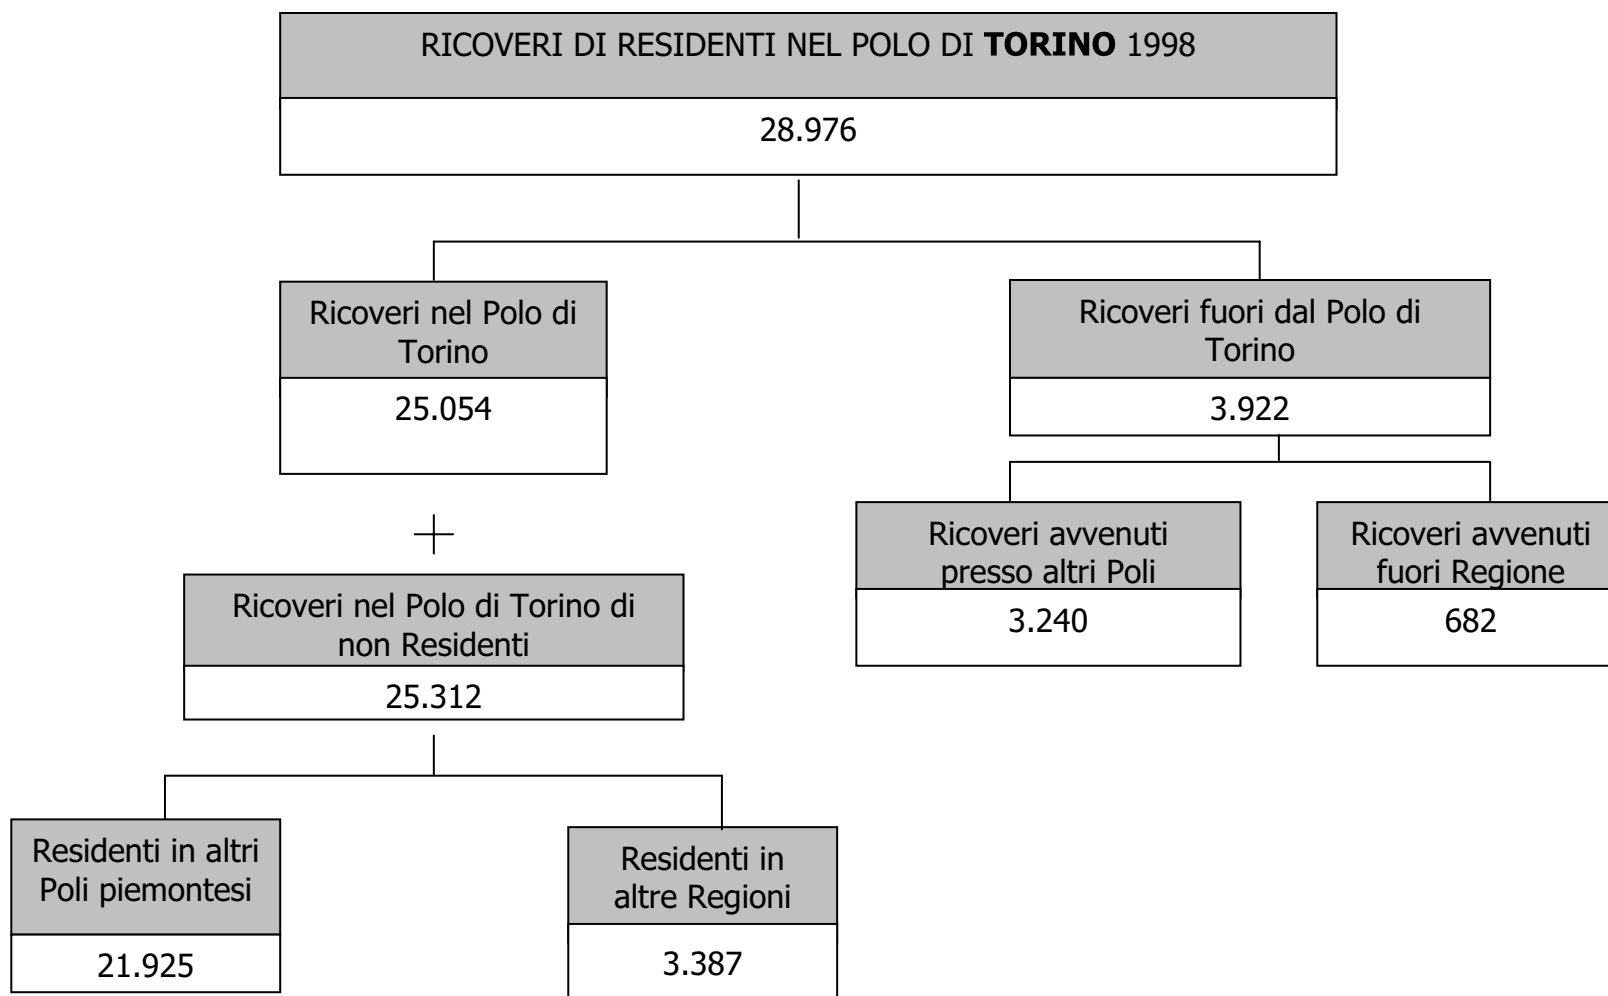 RICOVERI DI RESIDENTI NEL POLO DI TORINO 1998
28.976
Ricoveri nel Polo di
Torino
25.054
Ricoveri fuori dal Polo di
Torino
3.922
Ricoveri avvenuti
presso altri Poli
3.240
Ricoveri avvenuti
fuori Regione
682
+
Ricoveri nel Polo di Torino di
non Residenti
25.312
Residenti in altri
Poli piemontesi
21.925
Residenti in
altre Regioni
3.387